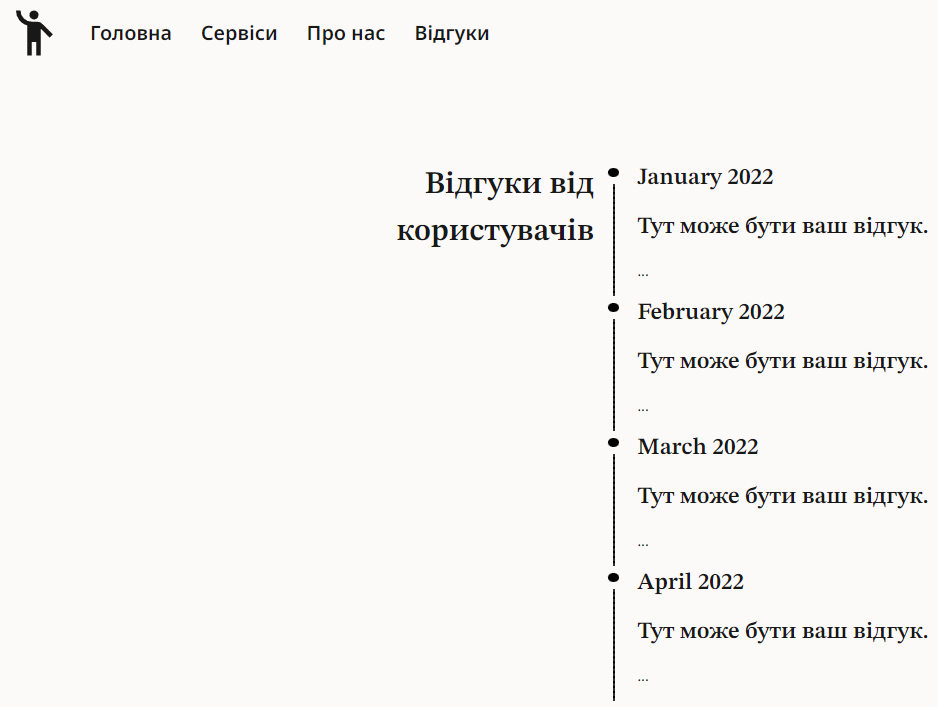 Головна Сервіси Про нас Відгуки
Відгуки від
користувачів
January 2022
Тут може бути ваш відгук.
...
February 2022
Тут може бути ваш відгук.
...
March 2022
Тут може бути ваш відгук.
...
April 2022
Тут може бути ваш відгук.
...